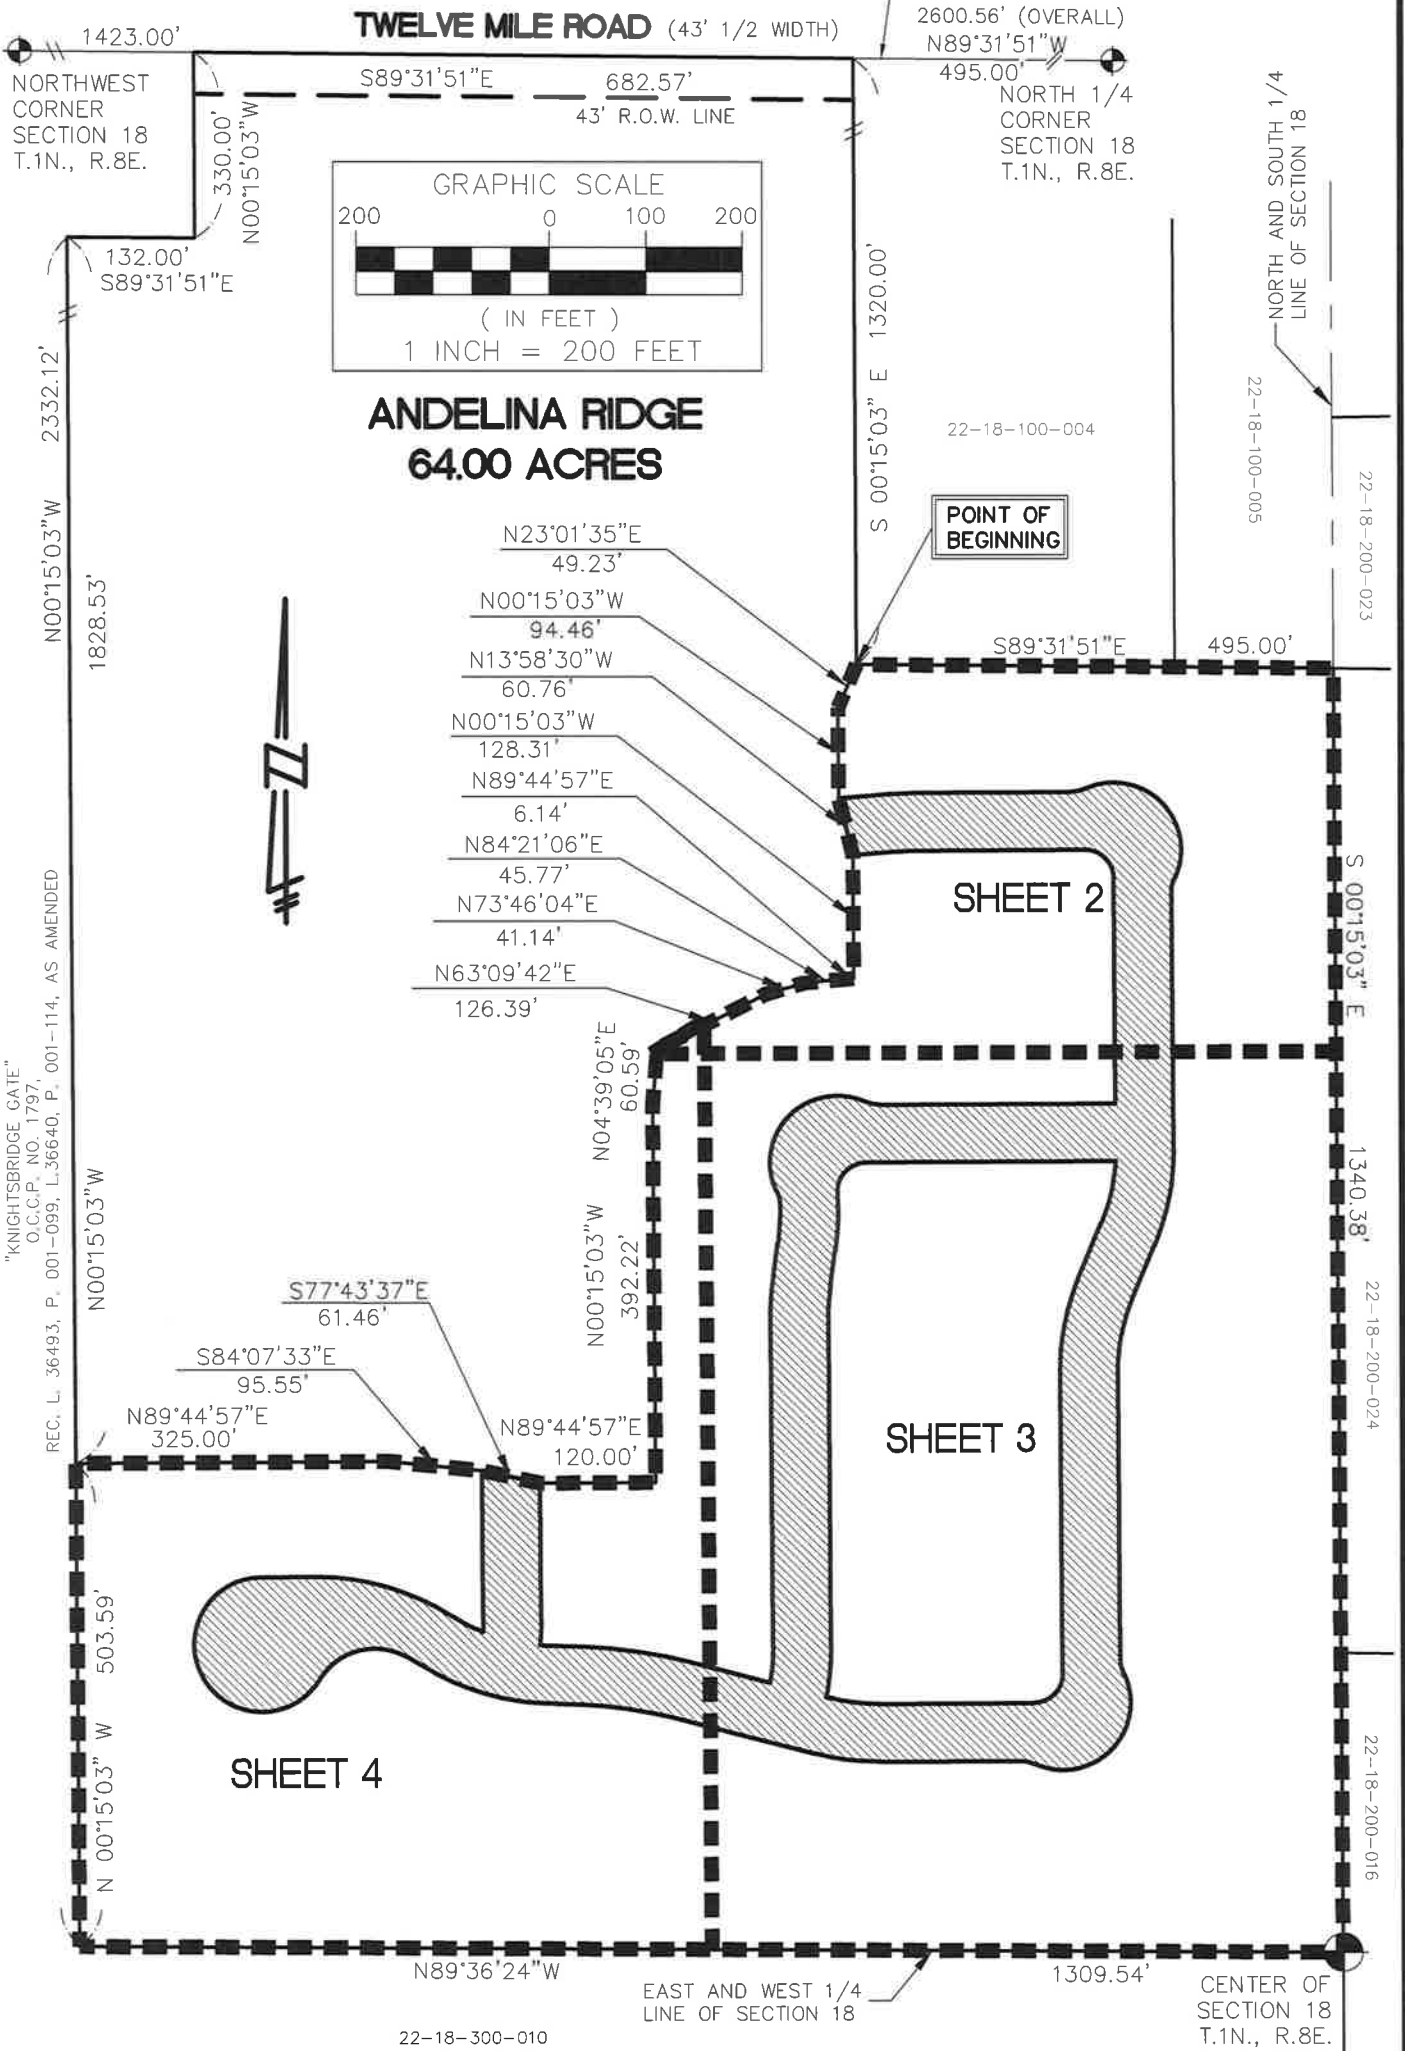 1423.00'
TWELVE MILE ROAD (43' 1/2 WIDTH)
2600.56' (OVERALL)
N89°31'51"W
495.00'
NORTHWEST
CORNER
SECTION 18
T.1N., R.8E.
S89°31'51"E 682.57'
43' R.O.W. LINE
NORTH 1/4
CORNER
SECTION 18
T.1N., R.8E.
330.00'
N00°15'03"W
NORTH AND SOUTH 1/4
LINE OF SECTION 18
132.00'
S89°31'51"E
GRAPHIC SCALE
200 0 100 200
( IN FEET )
1 INCH = 200 FEET
ANDELINA RIDGE
64.00 ACRES
S 00°15'03" E 1320.00'
22-18-100-004
22-18-100-005
22-18-200-023
N00°15'03"W 2332.12'
1828.53'
POINT OF
BEGINNING
N23°01'35"E
49.23'
N00°15'03"W
94.46'
N13°58'30"W
60.76'
N00°15'03"W
128.31'
N89°44'57"E
6.14'
N84°21'06"E
45.77'
N73°46'04"E
41.14'
N63°09'42"E
126.39'
S89°31'51"E 495.00'
SHEET 2
S 00°15'03" E
1340.38'
N04°39'05"E
60.59'
N00°15'03"W
392.22'
"KNIGHTSBRIDGE GATE"
O.C.C.P. NO. 1797,
REC. L. 36493, P. 001-099, L.36640, P. 001-114, AS AMENDED
N00°15'03"W
S77°43'37"E
61.46'
S84°07'33"E
95.55'
N89°44'57"E
325.00'
N89°44'57"E
120.00'
22-18-200-024
SHEET 3
N 00°15'03" W 503.59'
SHEET 4
22-18-200-016
N89°36'24"W
1309.54'
EAST AND WEST 1/4
LINE OF SECTION 18
CENTER OF
SECTION 18
T.1N., R.8E.
22-18-300-010